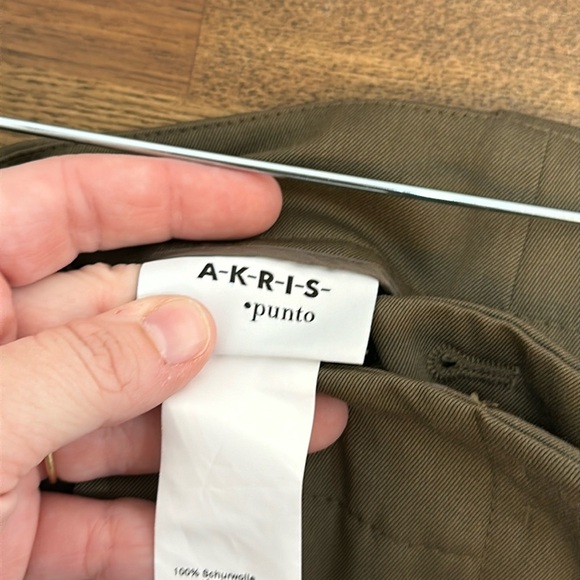 A-K-R-I-S-
•punto
100% Schurwolle